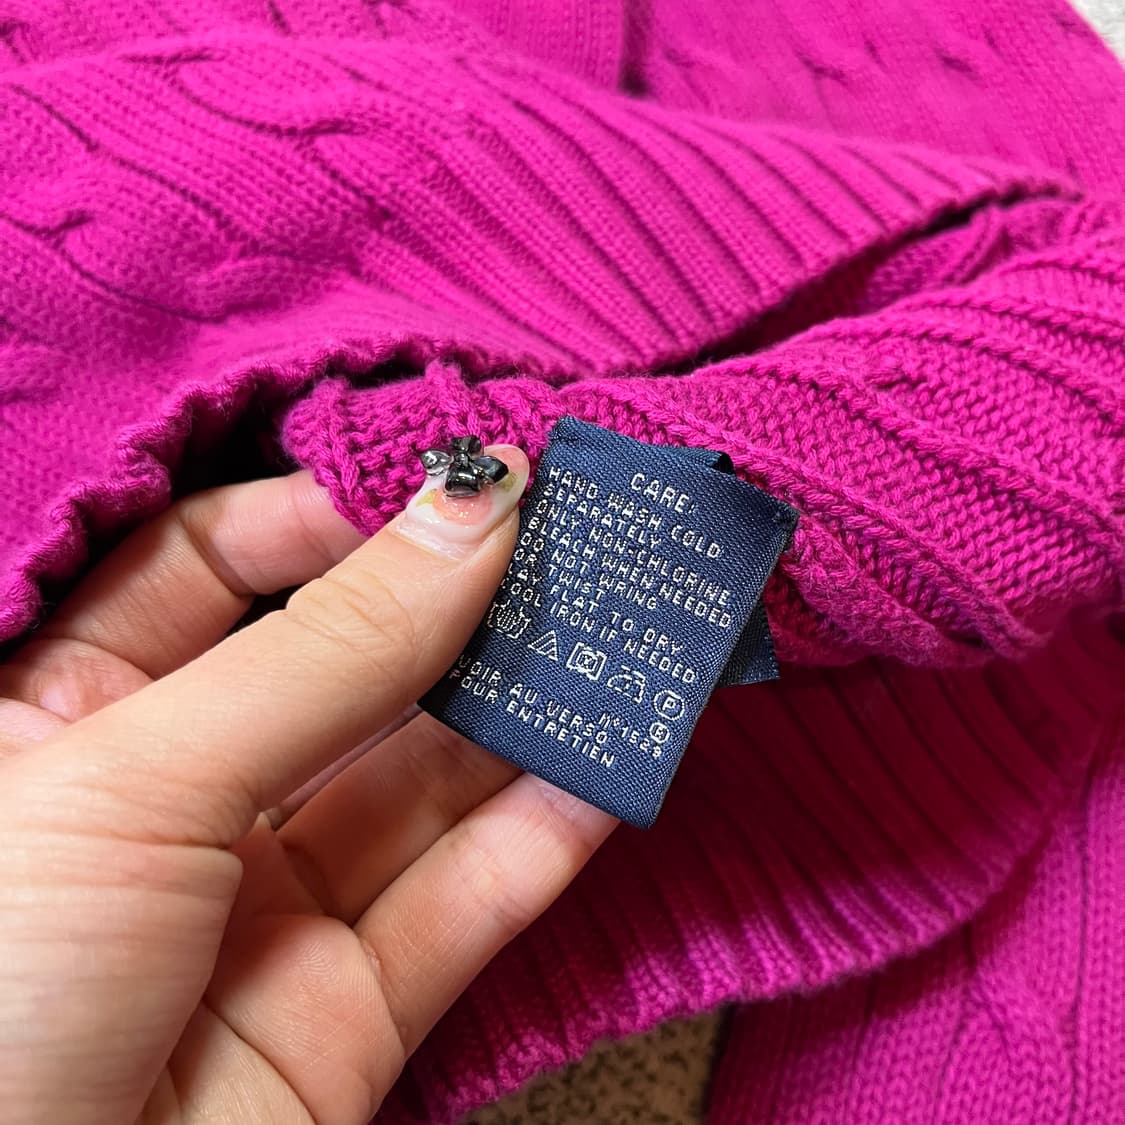 CARE:
HAND WASH COLD
SEPARATELY
ONLY NON-CHLORINE
BLEACH WHEN NEEDED
DO NOT TWIST WRING
LAY FLAT TO DRY
COOL IRON IF NEEDED
P
R
VOIR AU VERSO n° 1529
POUR ENTRETIEN